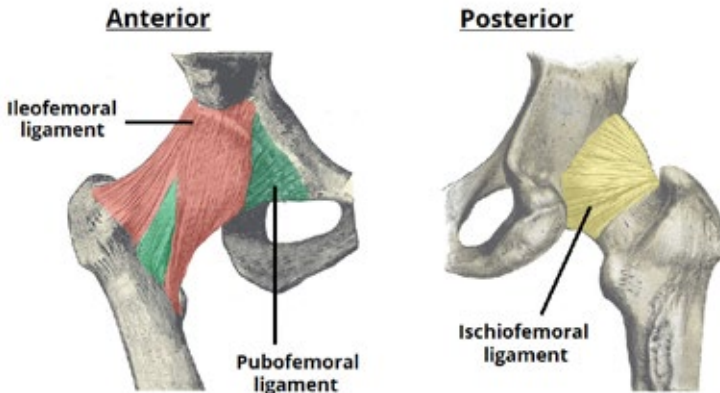 Anterior
Posterior
Ileofemoral
ligament
Pubofemoral
ligament
Ischiofemoral
ligament